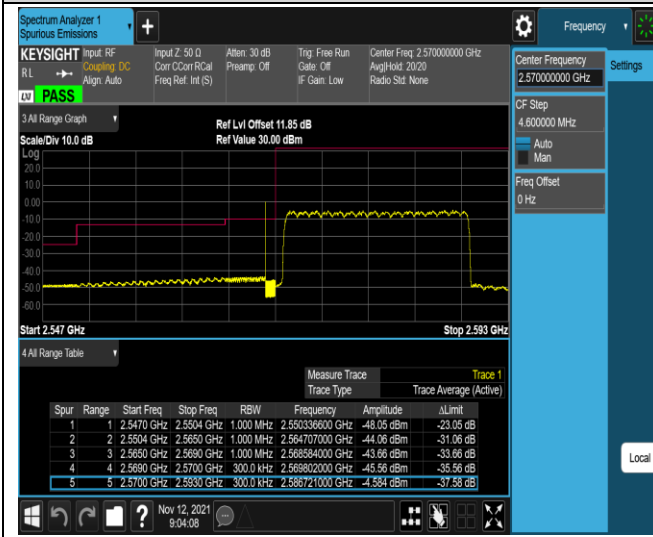 Spectrum Analyzer 1
Spurious Emissions
+
Frequency
KEYSIGHT Input: RF Input Z: 50 Ω Atten: 30 dB Trig: Free Run Center Freq: 2.570000000 GHz
RL Coupling: DC Corr CCorr RCal Preamp: Off Gate: Off Avg|Hold: 20/20
Align: Auto Freq Ref: Int (S) IF Gain: Low Radio Std: None
LXI PASS
Center Frequency
2.570000000 GHz
Settings
CF Step
4.600000 MHz
Auto
Man
Freq Offset
0 Hz
3 All Range Graph
Ref Lvl Offset 11.85 dB
Scale/Div 10.0 dB Ref Value 30.00 dBm
Log
20.0
10.0
0.00
-10.0
-20.0
-30.0
-40.0
-50.0
-60.0
Start 2.547 GHz Stop 2.593 GHz
4 All Range Table
Measure Trace Trace 1
Trace Type Trace Average (Active)
Spur Range Start Freq Stop Freq RBW Frequency Amplitude ΔLimit
1 1 2.5470 GHz 2.5504 GHz 1.000 MHz 2.550336600 GHz -48.05 dBm -23.05 dB
2 2 2.5504 GHz 2.5650 GHz 1.000 MHz 2.564707000 GHz -44.06 dBm -31.06 dB
3 3 2.5650 GHz 2.5690 GHz 1.000 MHz 2.568584000 GHz -43.66 dBm -33.66 dB
4 4 2.5690 GHz 2.5700 GHz 300.0 kHz 2.569802000 GHz -45.56 dBm -35.56 dB
5 5 2.5700 GHz 2.5930 GHz 300.0 kHz 2.586721000 GHz -4.584 dBm -37.58 dB
Local
? Nov 12, 2021
9:04:08